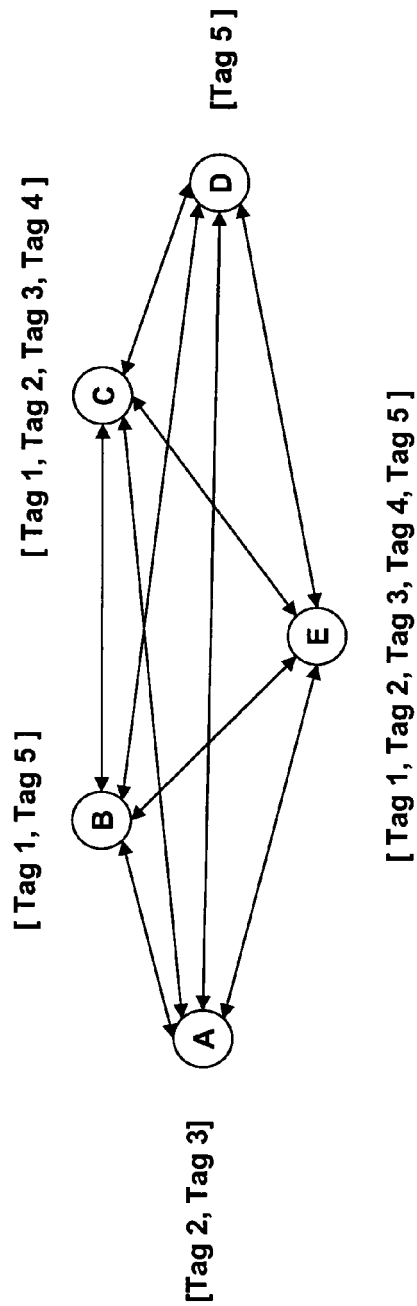 [ Tag 1, Tag 2, Tag 3, Tag 4 ]
[ Tag 1, Tag 5 ]
[Tag 5 ]
[Tag 2, Tag 3]
[ Tag 1, Tag 2, Tag 3, Tag 4, Tag 5 ]
B
C
A
D
E